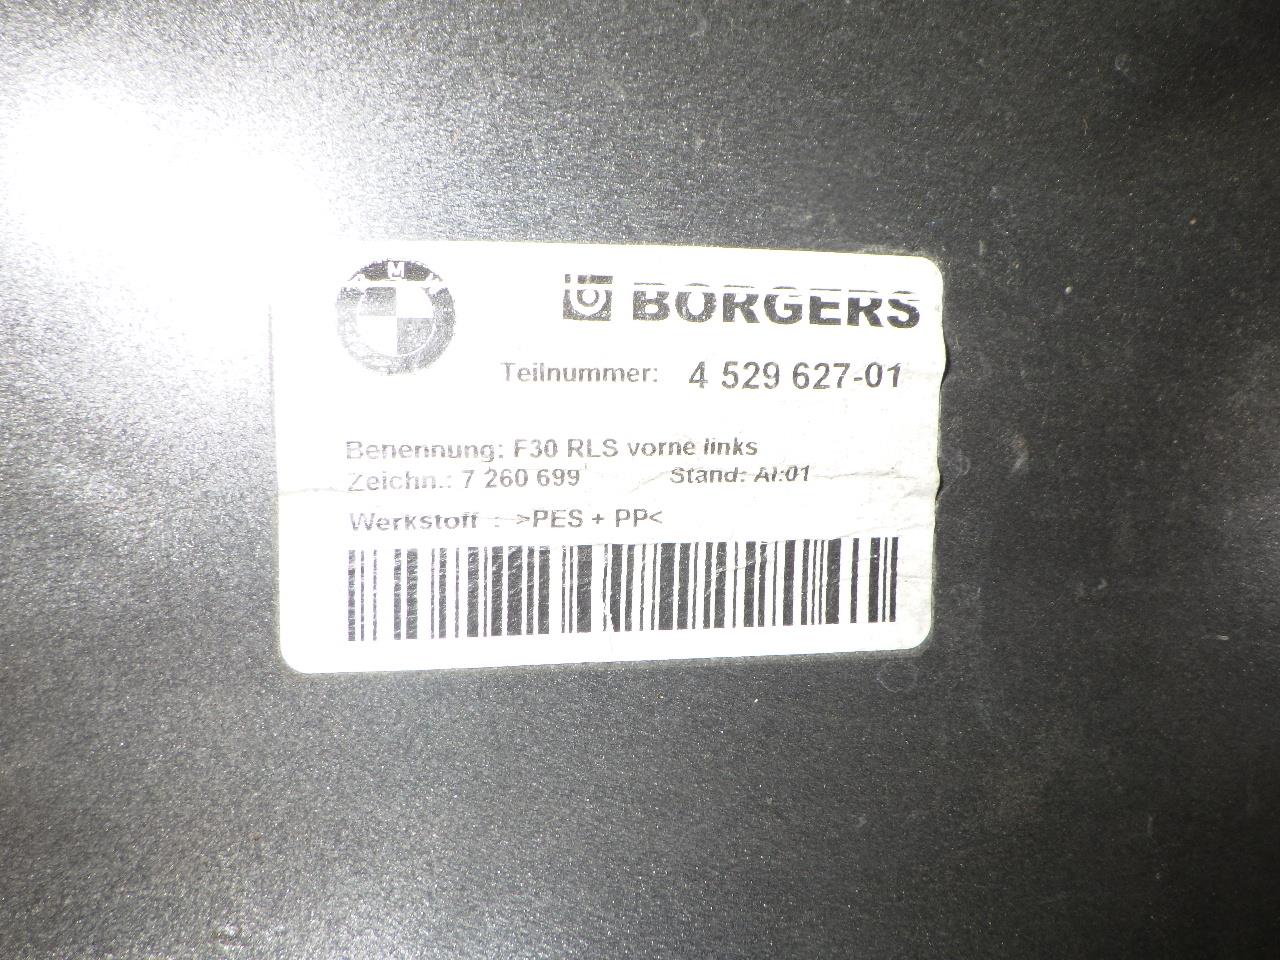 BORGERS
Teilnummer: 4 529 627-01
Benennung: F30 RLS vorne links
Zeichn.: 7 260 699 Stand: AI:01
Werkstoff : >PES + PP<